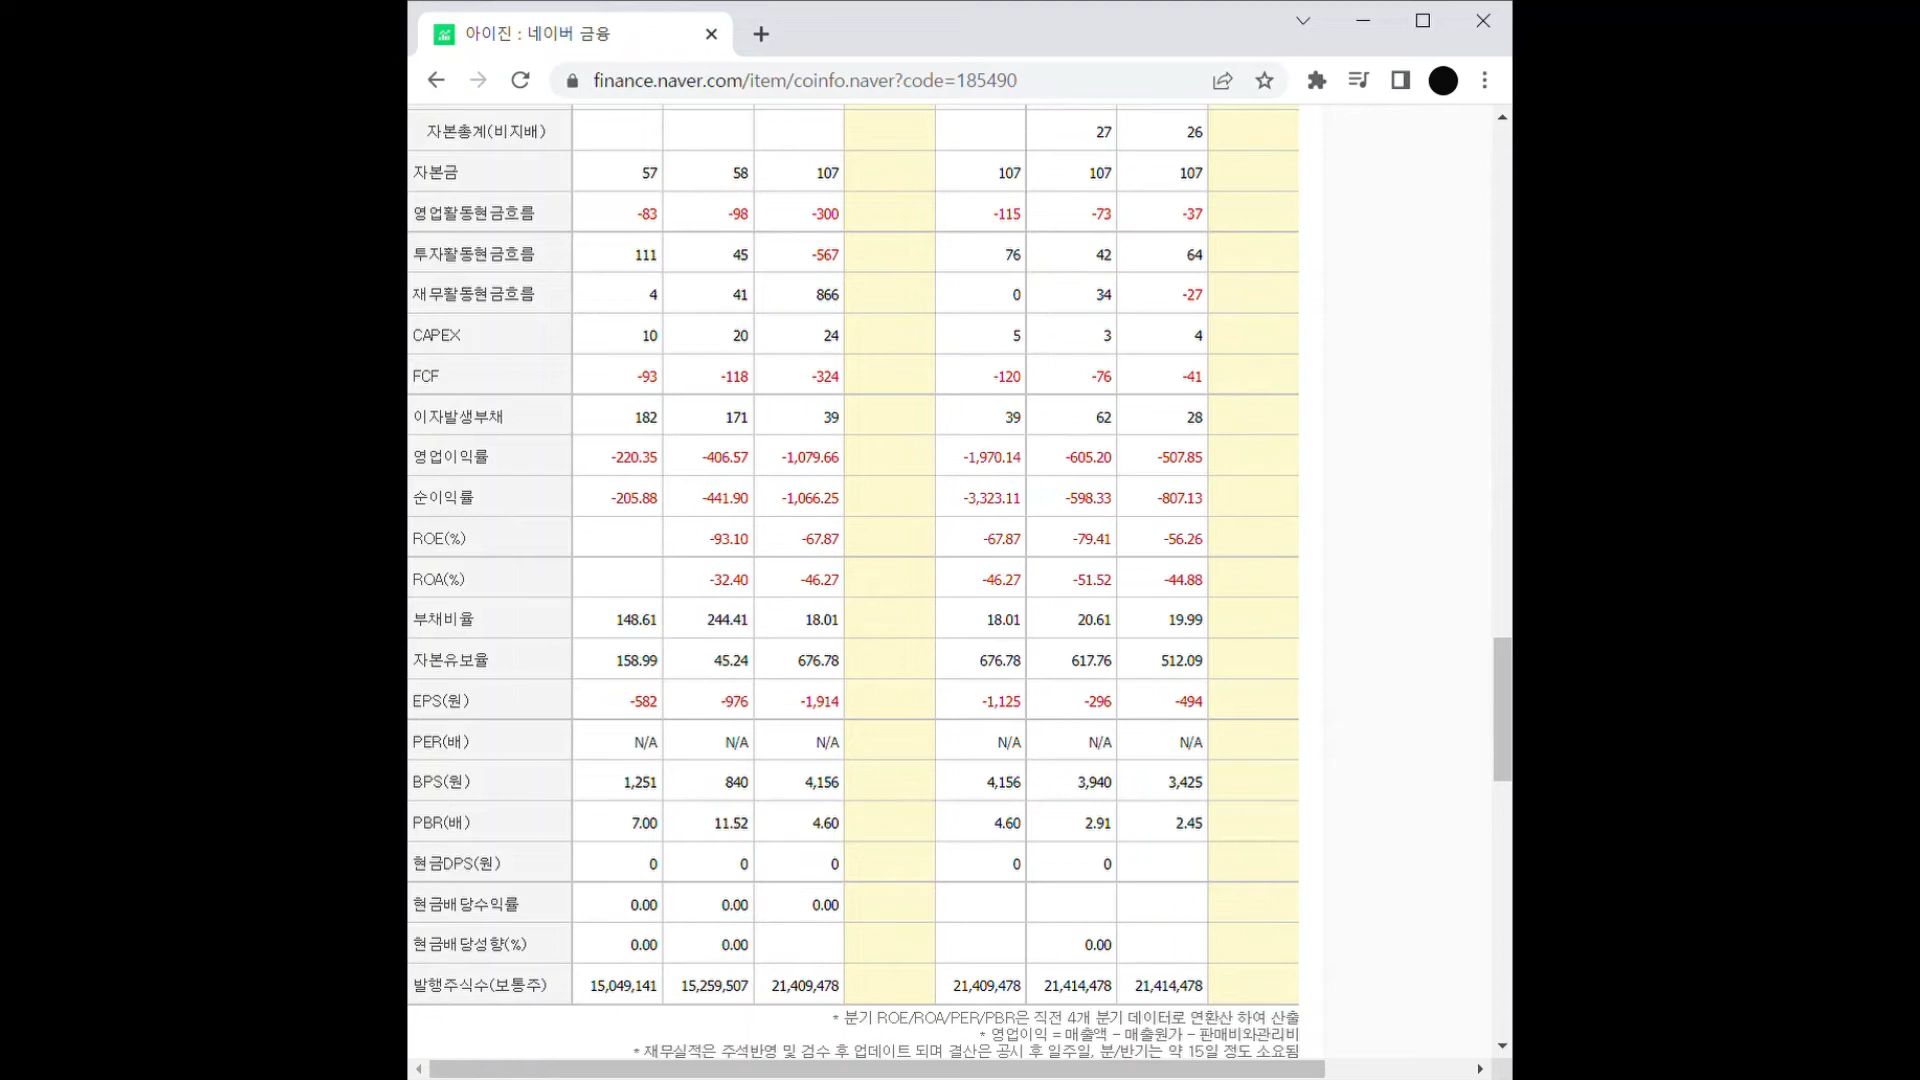 아이진 : 네이버 금융
finance.naver.com/item/coinfo.naver?code=185490
자본총계(비지배) 27 26
자본금 57 58 107 107 107 107
영업활동현금흐름 -83 -98 -300 -115 -73 -37
투자활동현금흐름 111 45 -567 76 42 64
재무활동현금흐름 4 41 866 0 34 -27
CAPEX 10 20 24 5 3 4
FCF -93 -118 -324 -120 -76 -41
이자발생부채 182 171 39 39 62 28
영업이익률 -220.35 -406.57 -1,079.66 -1,970.14 -605.20 -507.85
순이익률 -205.88 -441.90 -1,066.25 -3,323.11 -598.33 -807.13
ROE(%) -93.10 -67.87 -67.87 -79.41 -56.26
ROA(%) -32.40 -46.27 -46.27 -51.52 -44.88
부채비율 148.61 244.41 18.01 18.01 20.61 19.99
자본유보율 158.99 45.24 676.78 676.78 617.76 512.09
EPS(원) -582 -976 -1,914 -1,125 -296 -494
PER(배) N/A N/A N/A N/A N/A N/A
BPS(원) 1,251 840 4,156 4,156 3,940 3,425
PBR(배) 7.00 11.52 4.60 4.60 2.91 2.45
현금DPS(원) 0 0 0 0 0
현금배당수익률 0.00 0.00 0.00
현금배당성향(%) 0.00 0.00 0.00
발행주식수(보통주) 15,049,141 15,259,507 21,409,478 21,409,478 21,414,478 21,414,478
* 분기 ROE/ROA/PER/PBR은 직전 4개 분기 데이터로 연환산 하여 산출
* 영업이익 = 매출액 - 매출원가 - 판매비와관리비
* 재무실적은 주석반영 및 검수 후 업데이트 되며 결산은 공시 후 일주일, 분/반기는 약 15일 정도 소요됨